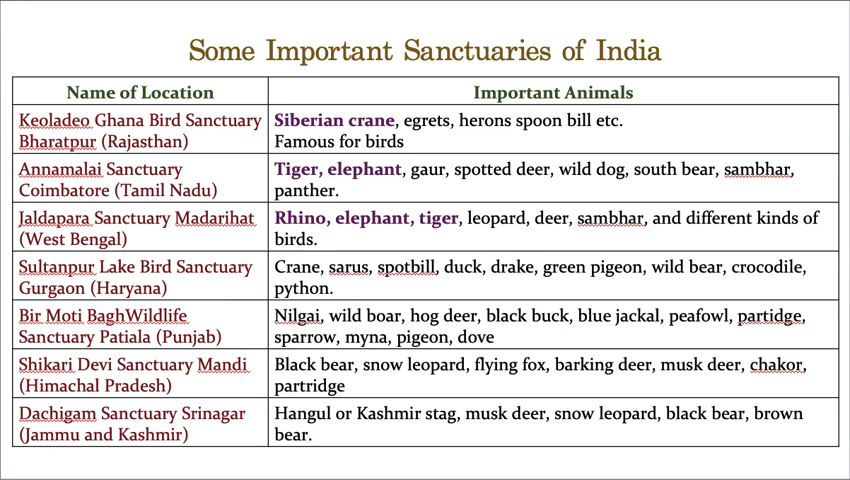 Some Important Sanctuaries of India
Name of Location
Important Animals
Keoladeo Ghana Bird Sanctuary
Bharatpur (Rajasthan)
Siberian crane, egrets, herons spoon bill etc.
Famous for birds
Annamalai Sanctuary
Coimbatore (Tamil Nadu)
Tiger, elephant, gaur, spotted deer, wild dog, south bear, sambhar,
panther.
Jaldapara Sanctuary Madarihat
(West Bengal)
Rhino, elephant, tiger, leopard, deer, sambhar, and different kinds of
birds.
Sultanpur Lake Bird Sanctuary
Gurgaon (Haryana)
Crane, sarus, spotbill, duck, drake, green pigeon, wild bear, crocodile,
python.
Bir Moti BaghWildlife
Sanctuary Patiala (Punjab)
Nilgai, wild boar, hog deer, black buck, blue jackal, peafowl, partidge,
sparrow, myna, pigeon, dove
Shikari Devi Sanctuary Mandi
(Himachal Pradesh)
Black bear, snow leopard, flying fox, barking deer, musk deer, chakor,
partridge
Dachigam Sanctuary Srinagar
(Jammu and Kashmir)
Hangul or Kashmir stag, musk deer, snow leopard, black bear, brown
bear.